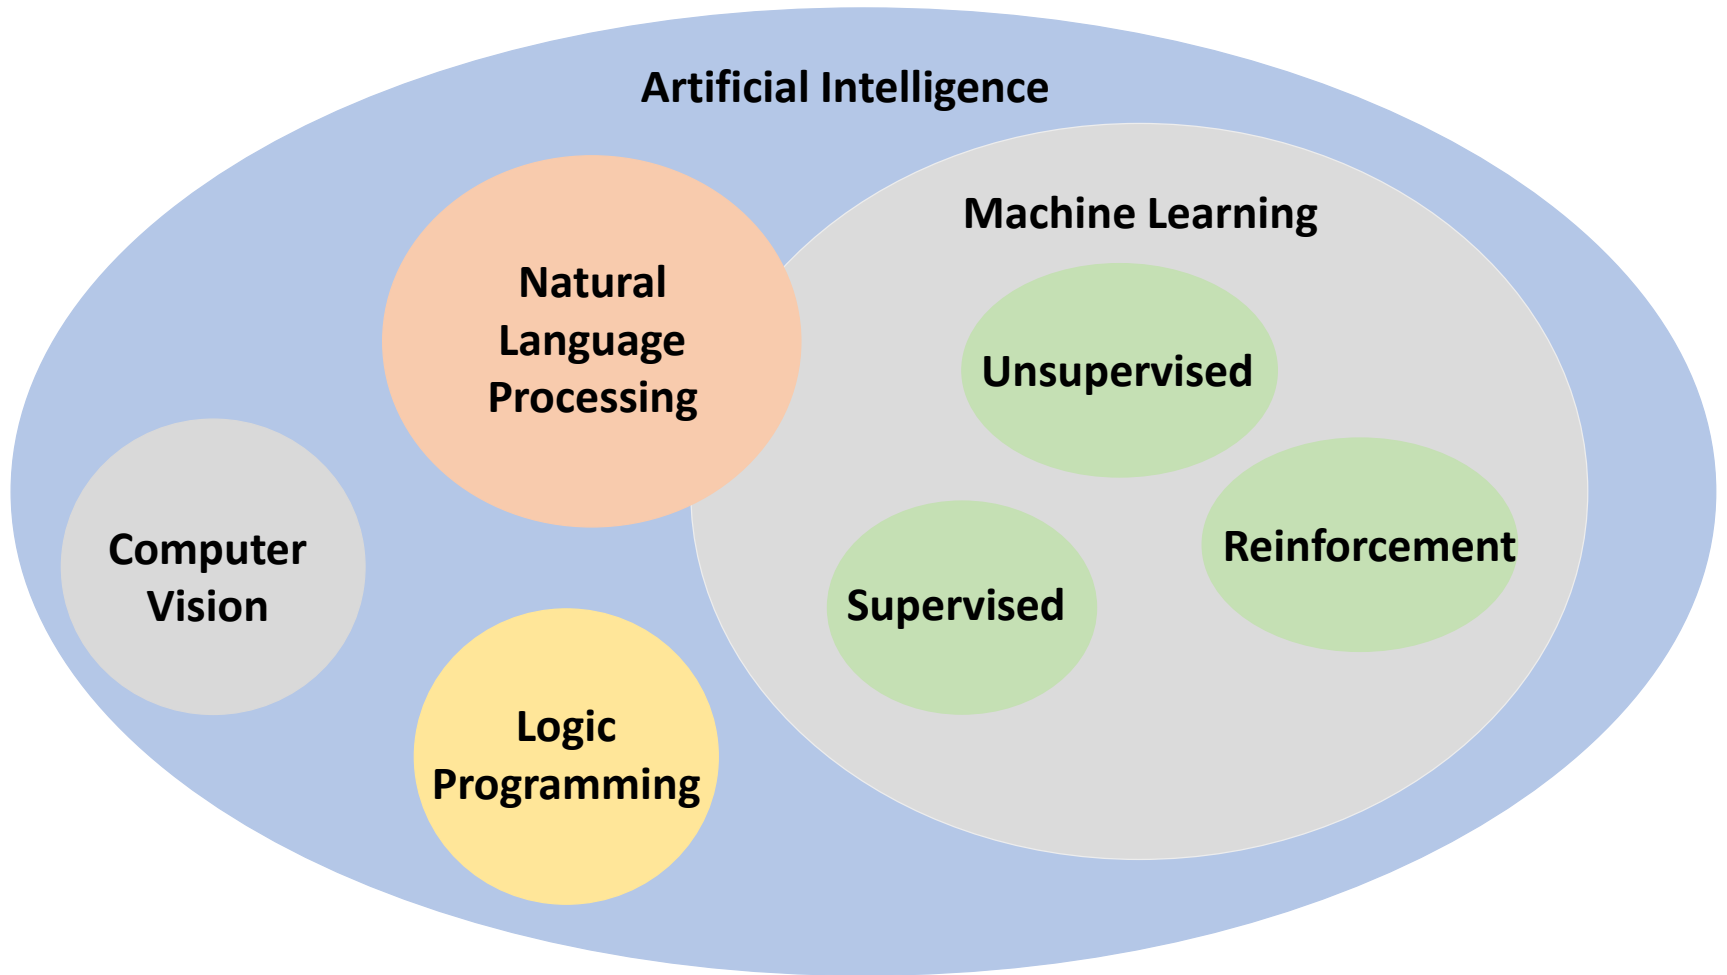 Artificial Intelligence
Machine Learning
Natural
Language
Processing
Unsupervised
Reinforcement
Supervised
Computer
Vision
Logic
Programming